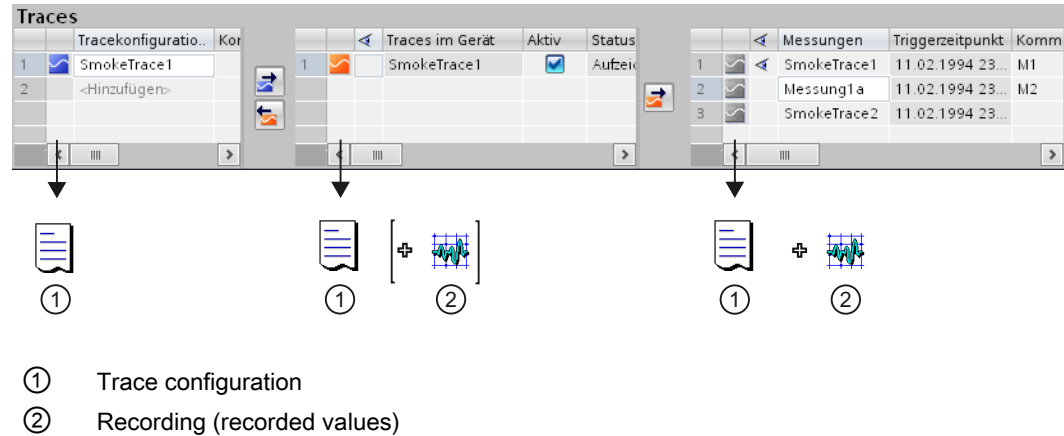 Traces
Tracekonfiguratio.. Kor
1 SmokeTrace1
2 <Hinzufügen>
Traces im Gerät Aktiv Status
1 SmokeTrace1 Aufzeic
Messungen Triggerzeitpunkt Komm
1 SmokeTrace1 11.02.1994 23... M1
2 Messung1a 11.02.1994 23... M2
3 SmokeTrace2 11.02.1994 23...
① ① ② ① ②
① Trace configuration
② Recording (recorded values)